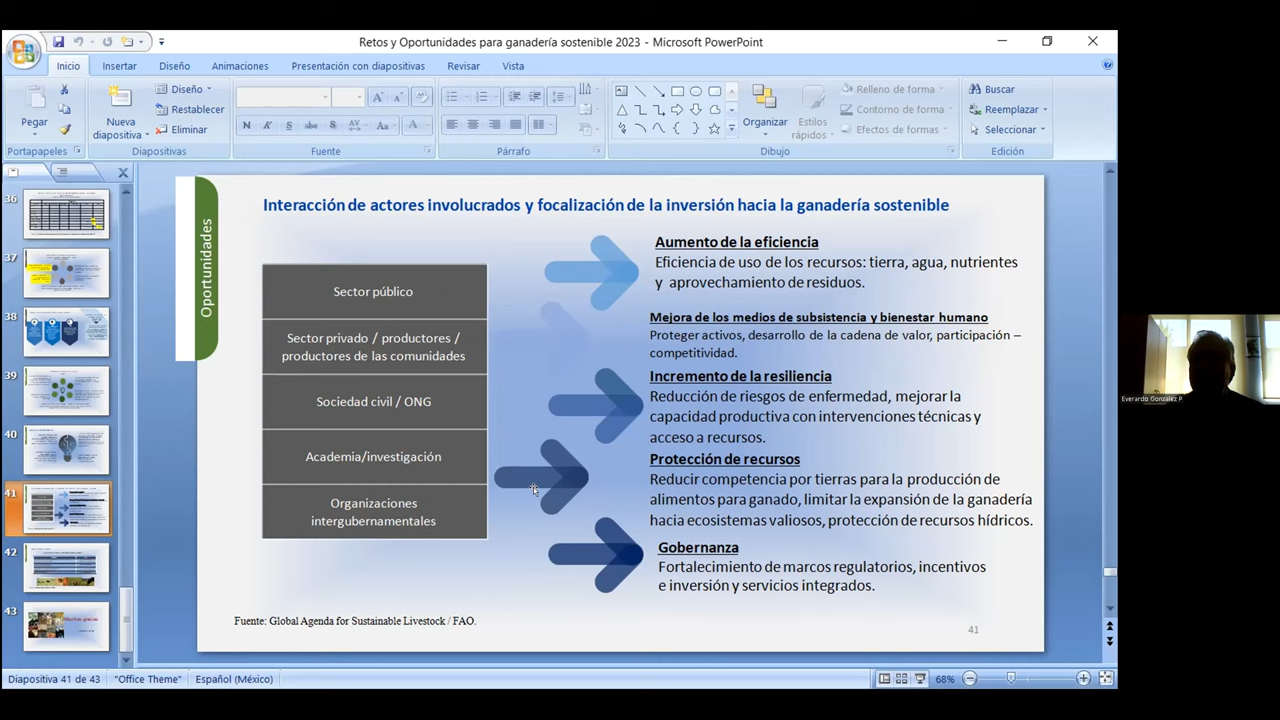 Retos y Oportunidades para ganadería sostenible 2023 - Microsoft PowerPoint
Inicio Insertar Diseño Animaciones Presentación con diapositivas Revisar Vista
Pegar
Nueva diapositiva
Diseño
Restablecer
Eliminar
N K S abc S AV Aa A
Organizar
Estilos rápidos
Relleno de forma
Contorno de forma
Efectos de formas
Buscar
Reemplazar
Seleccionar
Portapapeles Diapositivas Fuente Párrafo Dibujo Edición
36
37
38
39
40
41
42
43
Oportunidades
Interacción de actores involucrados y focalización de la inversión hacia la ganadería sostenible
Sector público
Sector privado / productores /
productores de las comunidades
Sociedad civil / ONG
Academia/investigación
Organizaciones
intergubernamentales
Aumento de la eficiencia
Eficiencia de uso de los recursos: tierra, agua, nutrientes
y aprovechamiento de residuos.
Mejora de los medios de subsistencia y bienestar humano
Proteger activos, desarrollo de la cadena de valor, participación –
competitividad.
Incremento de la resiliencia
Reducción de riesgos de enfermedad, mejorar la
capacidad productiva con intervenciones técnicas y
acceso a recursos.
Protección de recursos
Reducir competencia por tierras para la producción de
alimentos para ganado, limitar la expansión de la ganadería
hacia ecosistemas valiosos, protección de recursos hídricos.
Gobernanza
Fortalecimiento de marcos regulatorios, incentivos
e inversión y servicios integrados.
Fuente: Global Agenda for Sustainable Livestock / FAO.
41
Everardo Gonzalez P
Diapositiva 41 de 43 "Office Theme" Español (México) 68%